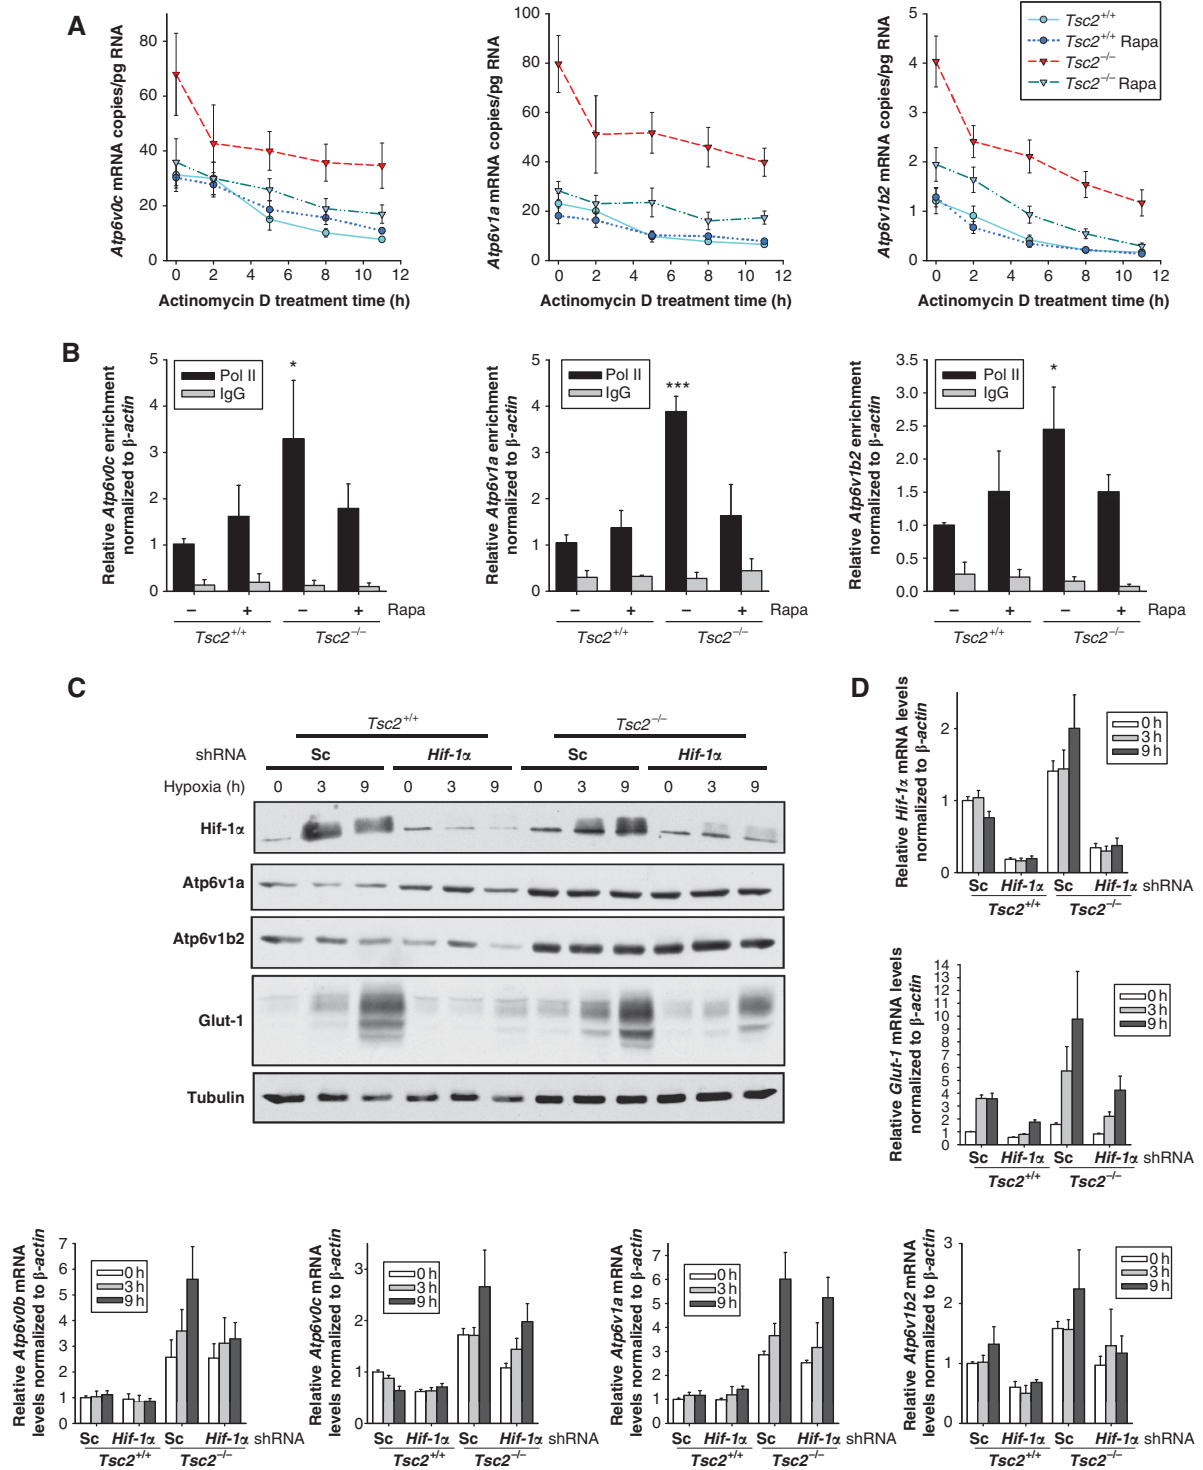 A
Atp6v0c mRNA copies/pg RNA
80
60
40
20
0
0 2 4 6 8 10 12
Actinomycin D treatment time (h)
Atp6v1a mRNA copies/pg RNA
100
80
60
40
20
0
0 2 4 6 8 10 12
Actinomycin D treatment time (h)
Atp6v1b2 mRNA copies/pg RNA
5
4
3
2
1
0
0 2 4 6 8 10 12
Actinomycin D treatment time (h)
Tsc2+/+
Tsc2+/+ Rapa
Tsc2−/−
Tsc2−/− Rapa
B
Relative Atp6v0c enrichment
normalized to β-actin
5
4
3
2
1
0
Pol II
IgG
*
− + − + Rapa
Tsc2+/+ Tsc2−/−
Relative Atp6v1a enrichment
normalized to β-actin
5
4
3
2
1
0
Pol II
IgG
***
− + − + Rapa
Tsc2+/+ Tsc2−/−
Relative Atp6v1b2 enrichment
normalized to β-actin
3.5
3.0
2.5
2.0
1.5
1.0
0.5
0.0
Pol II
IgG
*
− + − + Rapa
Tsc2+/+ Tsc2−/−
C
Tsc2+/+ Tsc2−/−
shRNA Sc Hif-1α Sc Hif-1α
Hypoxia (h) 0 3 9 0 3 9 0 3 9 0 3 9
Hif-1α
Atp6v1a
Atp6v1b2
Glut-1
Tubulin
D
Relative Hif-1α mRNA levels
normalized to β-actin
2
1
0
0 h
3 h
9 h
Sc Hif-1α Sc Hif-1α shRNA
Tsc2+/+ Tsc2−/−
Relative Glut-1 mRNA levels
normalized to β-actin
14
13
12
11
10
9
8
7
6
5
4
3
2
1
0
0 h
3 h
9 h
Sc Hif-1α Sc Hif-1α shRNA
Tsc2+/+ Tsc2−/−
Relative Atp6v0b mRNA
levels normalized to β-actin
7
6
5
4
3
2
1
0
0 h
3 h
9 h
Sc Hif-1α Sc Hif-1α shRNA
Tsc2+/+ Tsc2−/−
Relative Atp6v0c mRNA
levels normalized to β-actin
3
2
1
0
0 h
3 h
9 h
Sc Hif-1α Sc Hif-1α shRNA
Tsc2+/+ Tsc2−/−
Relative Atp6v1a mRNA
levels normalized to β-actin
7
6
5
4
3
2
1
0
0 h
3 h
9 h
Sc Hif-1α Sc Hif-1α shRNA
Tsc2+/+ Tsc2−/−
Relative Atp6v1b2 mRNA
levels normalized to β-actin
3
2
1
0
0 h
3 h
9 h
Sc Hif-1α Sc Hif-1α shRNA
Tsc2+/+ Tsc2−/−